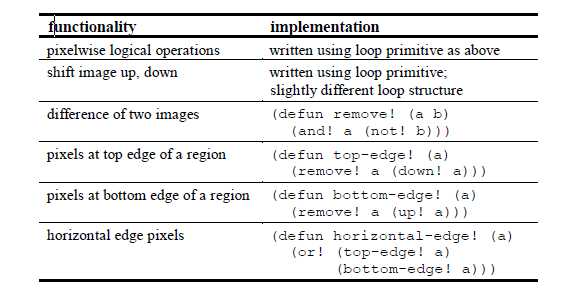 functionality implementation
pixelwise logical operations written using loop primitive as above
shift image up, down written using loop primitive;
slightly different loop structure
difference of two images (defun remove! (a b)
(and! a (not! b)))
pixels at top edge of a region (defun top-edge! (a)
(remove! a (down! a)))
pixels at bottom edge of a region (defun bottom-edge! (a)
(remove! a (up! a)))
horizontal edge pixels (defun horizontal-edge! (a)
(or! (top-edge! a)
(bottom-edge! a)))